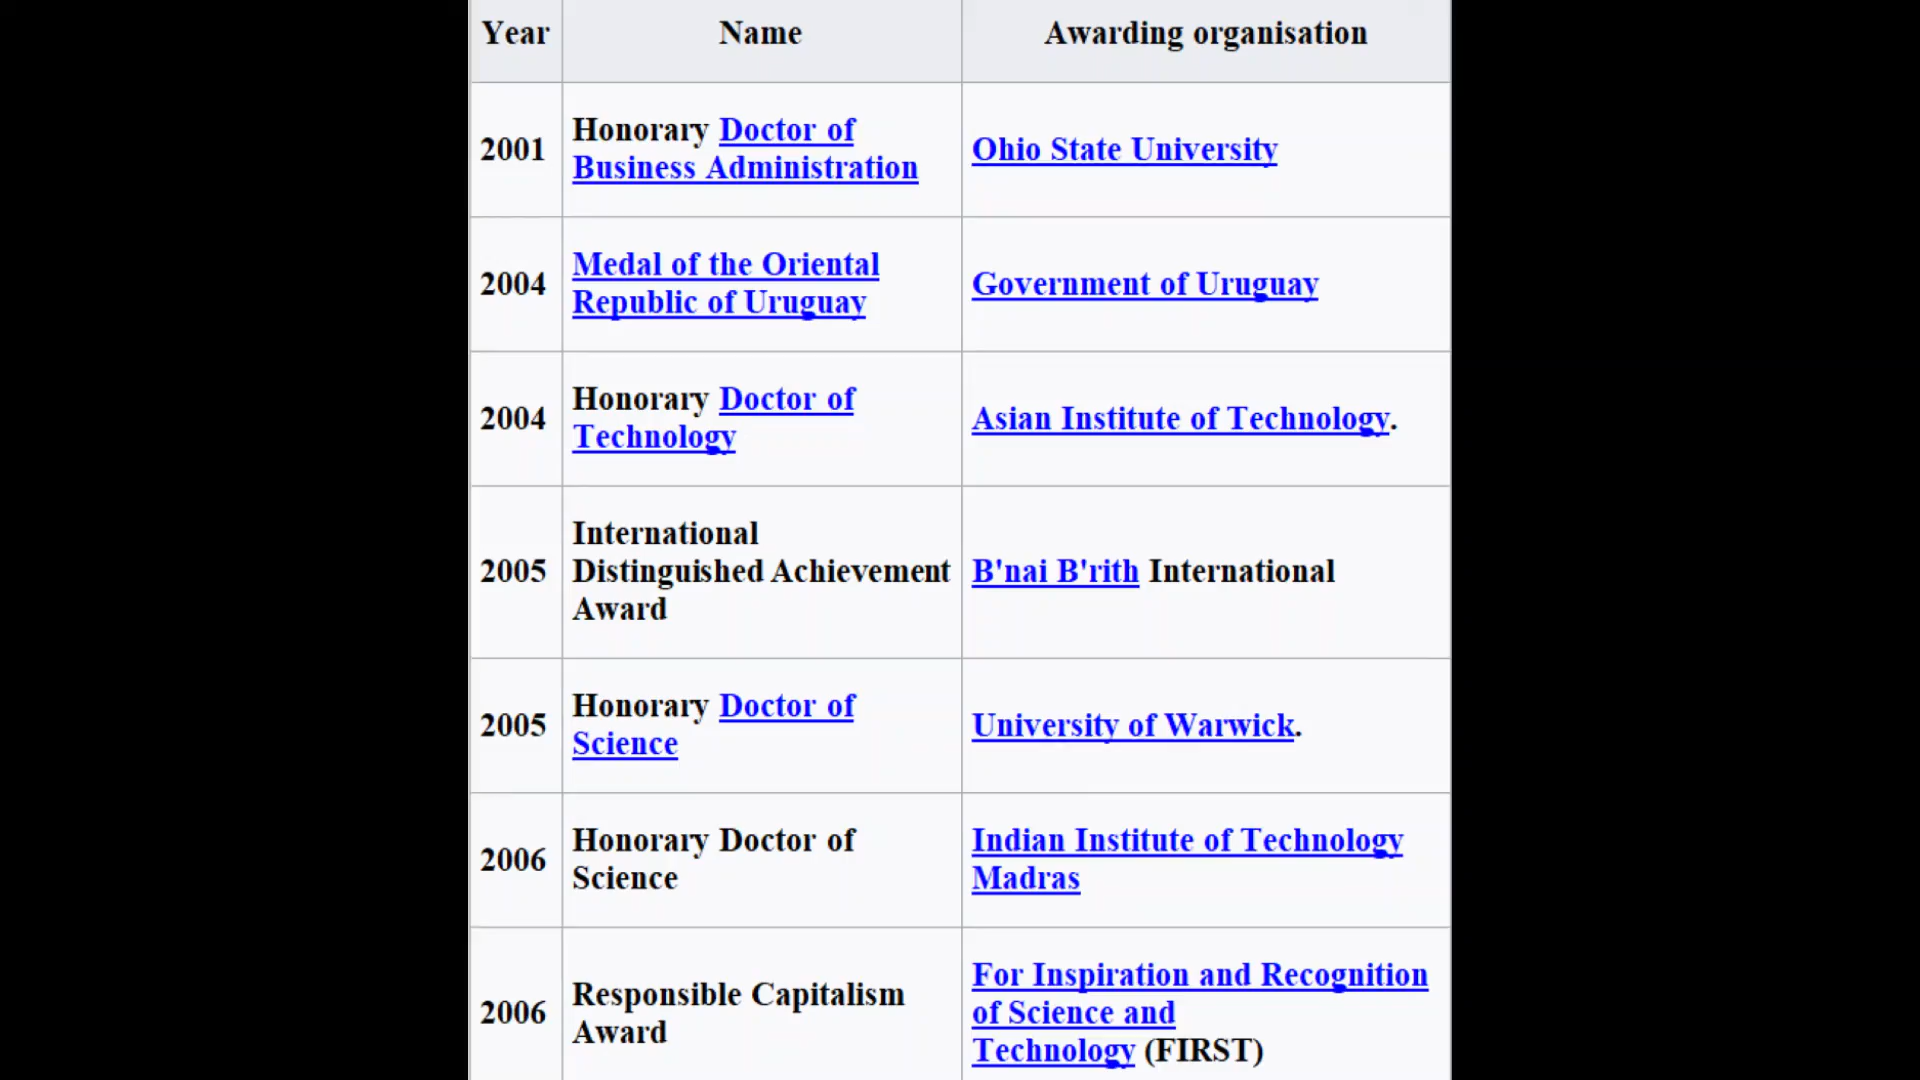 Year Name Awarding organisation
2001 Honorary Doctor of
Business Administration Ohio State University
2004 Medal of the Oriental
Republic of Uruguay Government of Uruguay
2004 Honorary Doctor of
Technology Asian Institute of Technology.
2005 International
Distinguished Achievement
Award B'nai B'rith International
2005 Honorary Doctor of
Science University of Warwick.
2006 Honorary Doctor of
Science Indian Institute of Technology
Madras
2006 Responsible Capitalism
Award For Inspiration and Recognition
of Science and
Technology (FIRST)